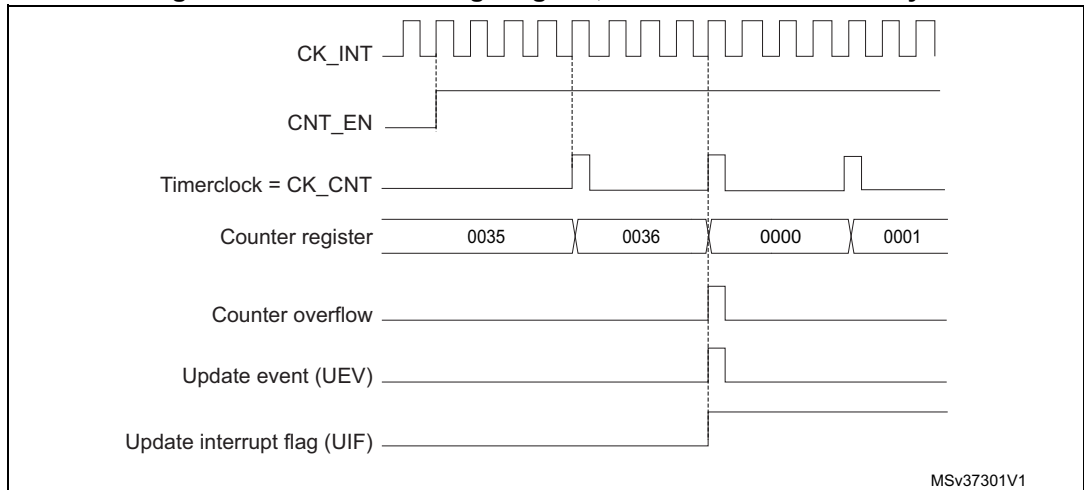 CK_INT
CNT_EN
Timerclock = CK_CNT
Counter register 0035 0036 0000 0001
Counter overflow
Update event (UEV)
Update interrupt flag (UIF)
MSv37301V1